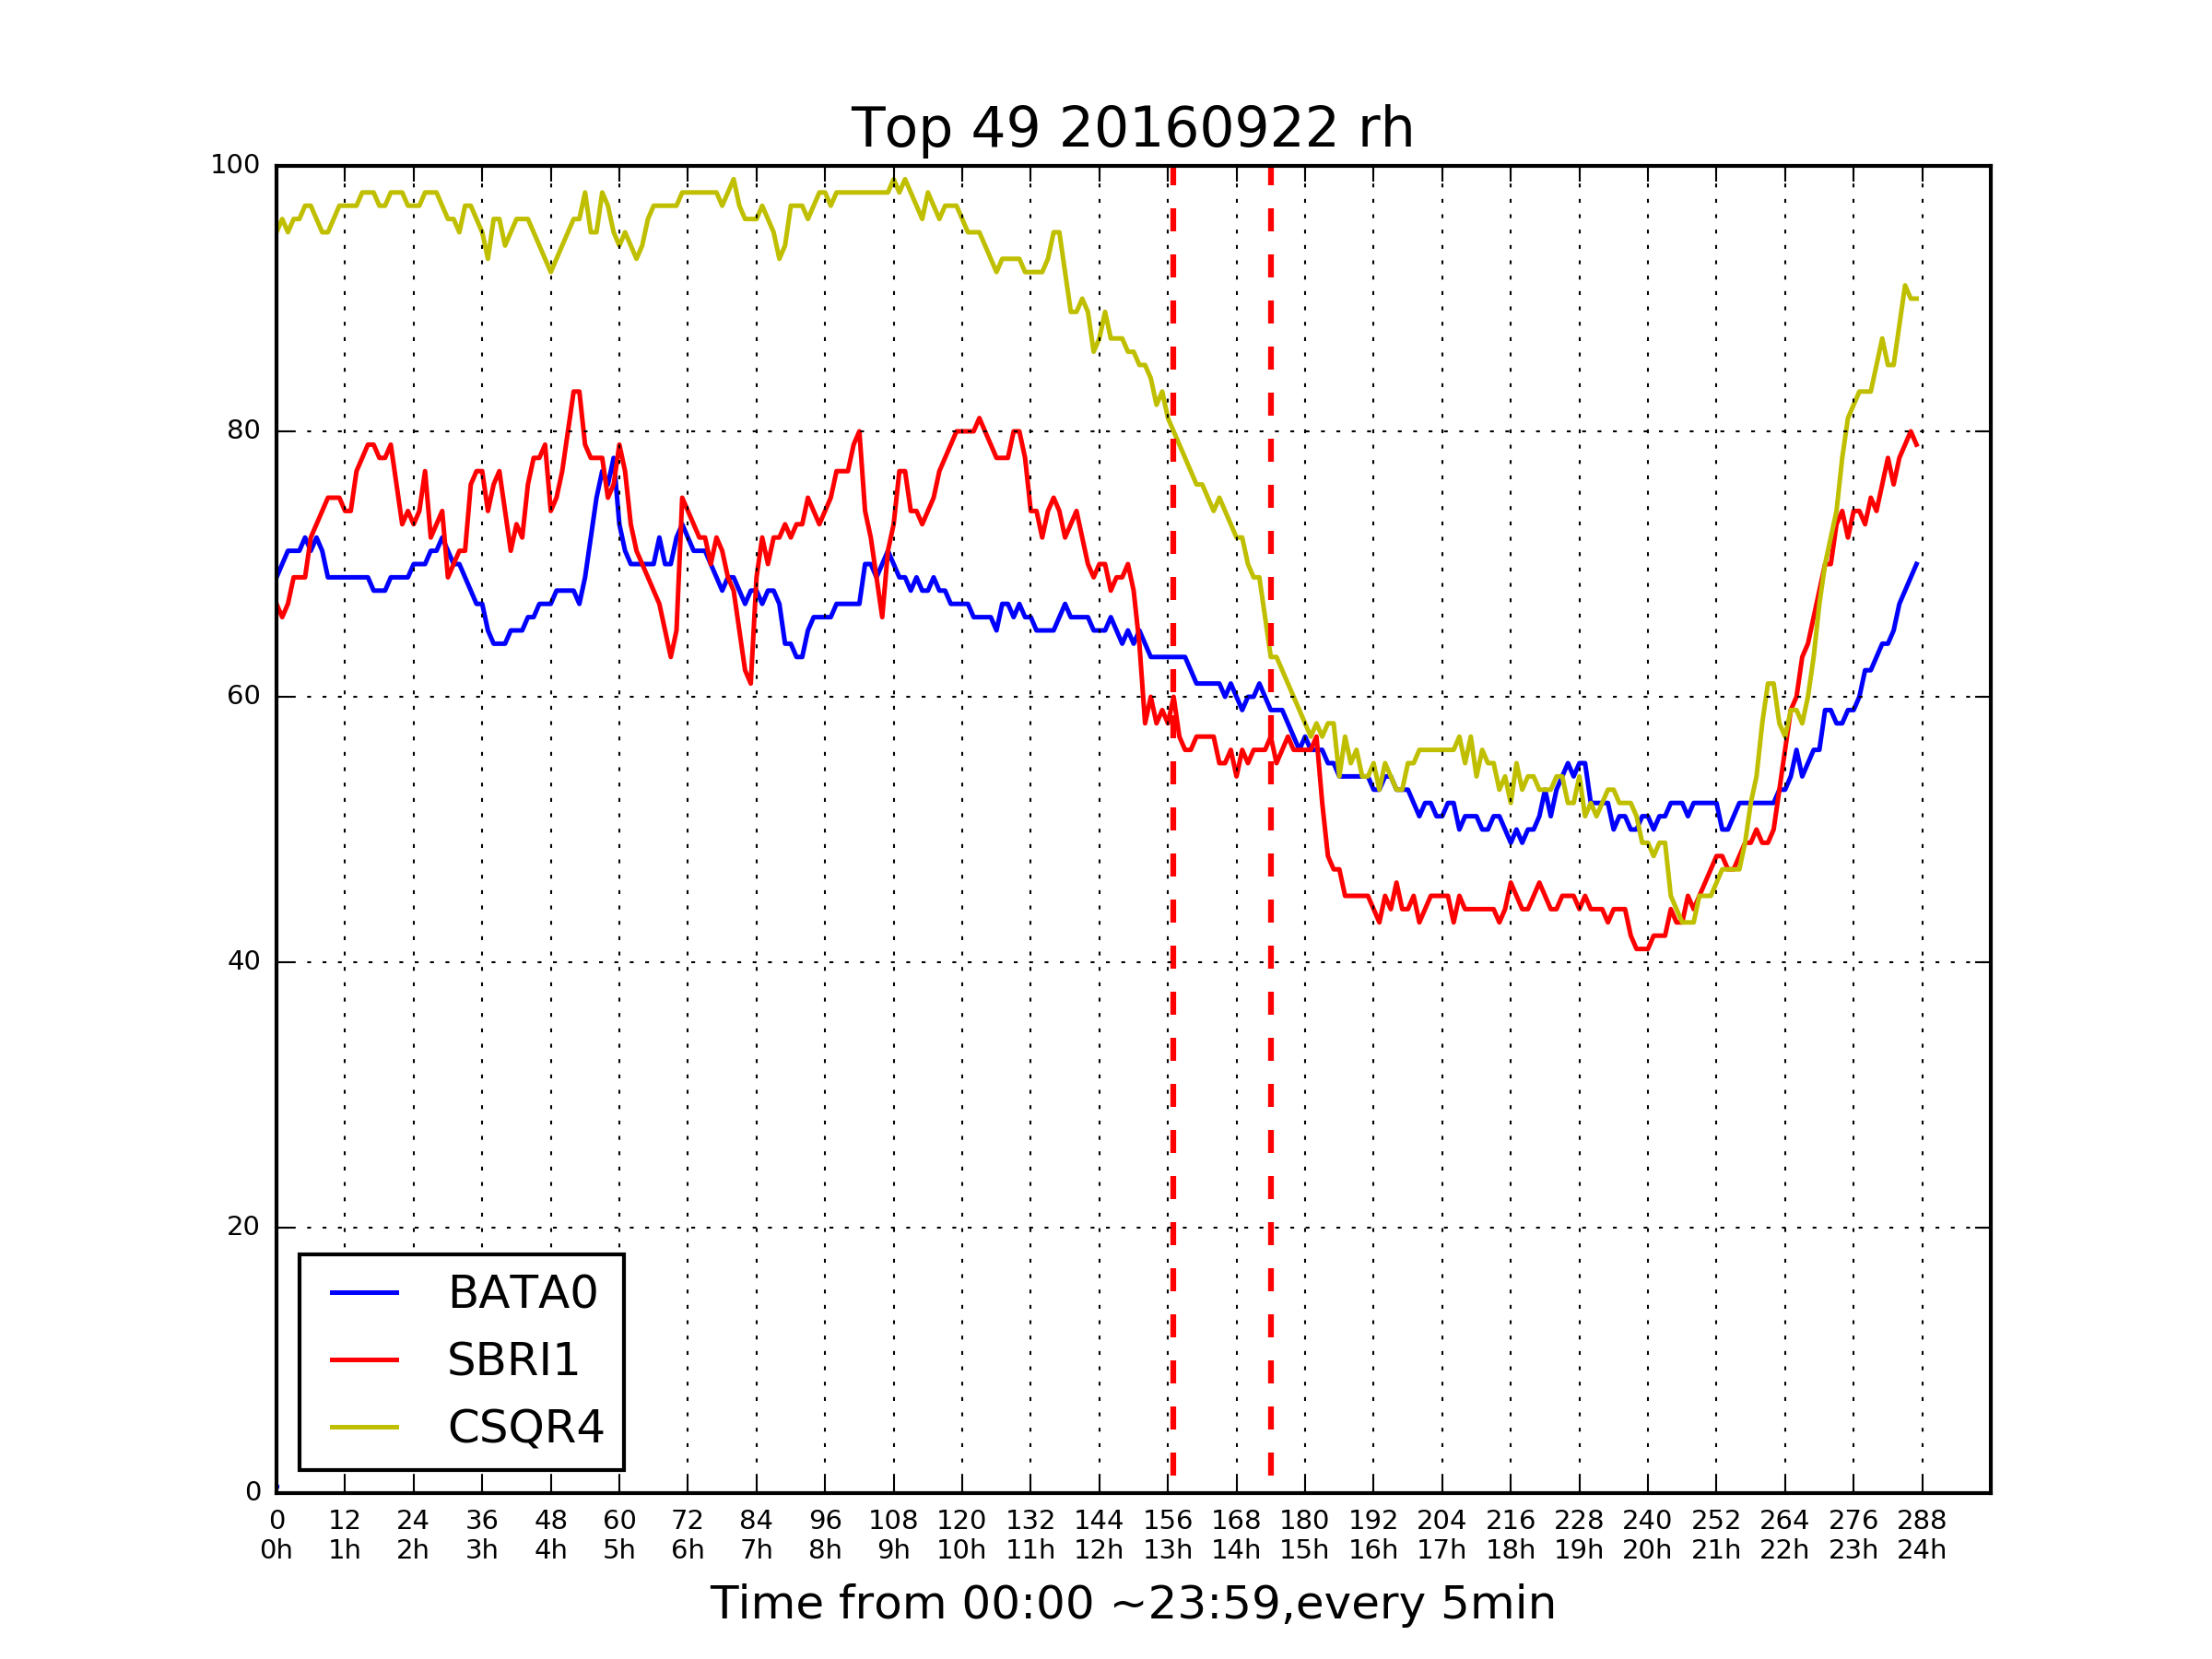 Top 49 20160922 rh
100
80
60
40
20
0
BATA0
SBRI1
CSQR4
0 12 24 36 48 60 72 84 96 108 120 132 144 156 168 180 192 204 216 228 240 252 264 276 288
0h 1h 2h 3h 4h 5h 6h 7h 8h 9h 10h 11h 12h 13h 14h 15h 16h 17h 18h 19h 20h 21h 22h 23h 24h
Time from 00:00 ~23:59,every 5min